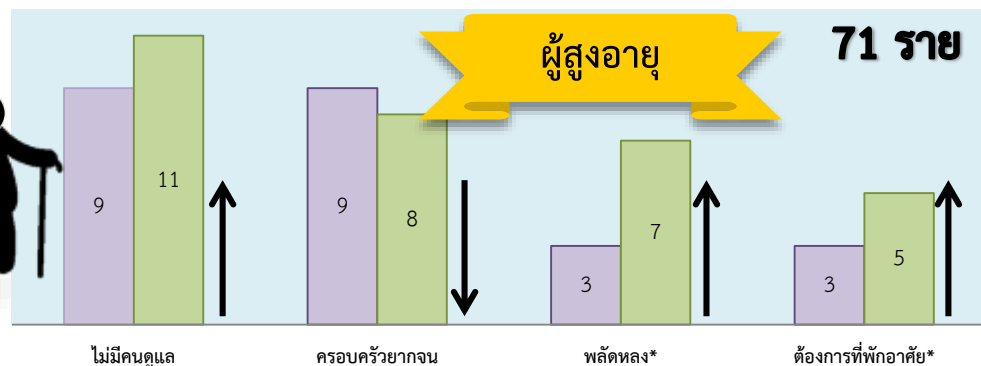 ผู้สูงอายุ
71 ราย
9
11
9
8
3
7
3
5
ไม่มีคนดูแล
ครอบครัวยากจน
พลัดหลง*
ต้องการที่พักอาศัย*